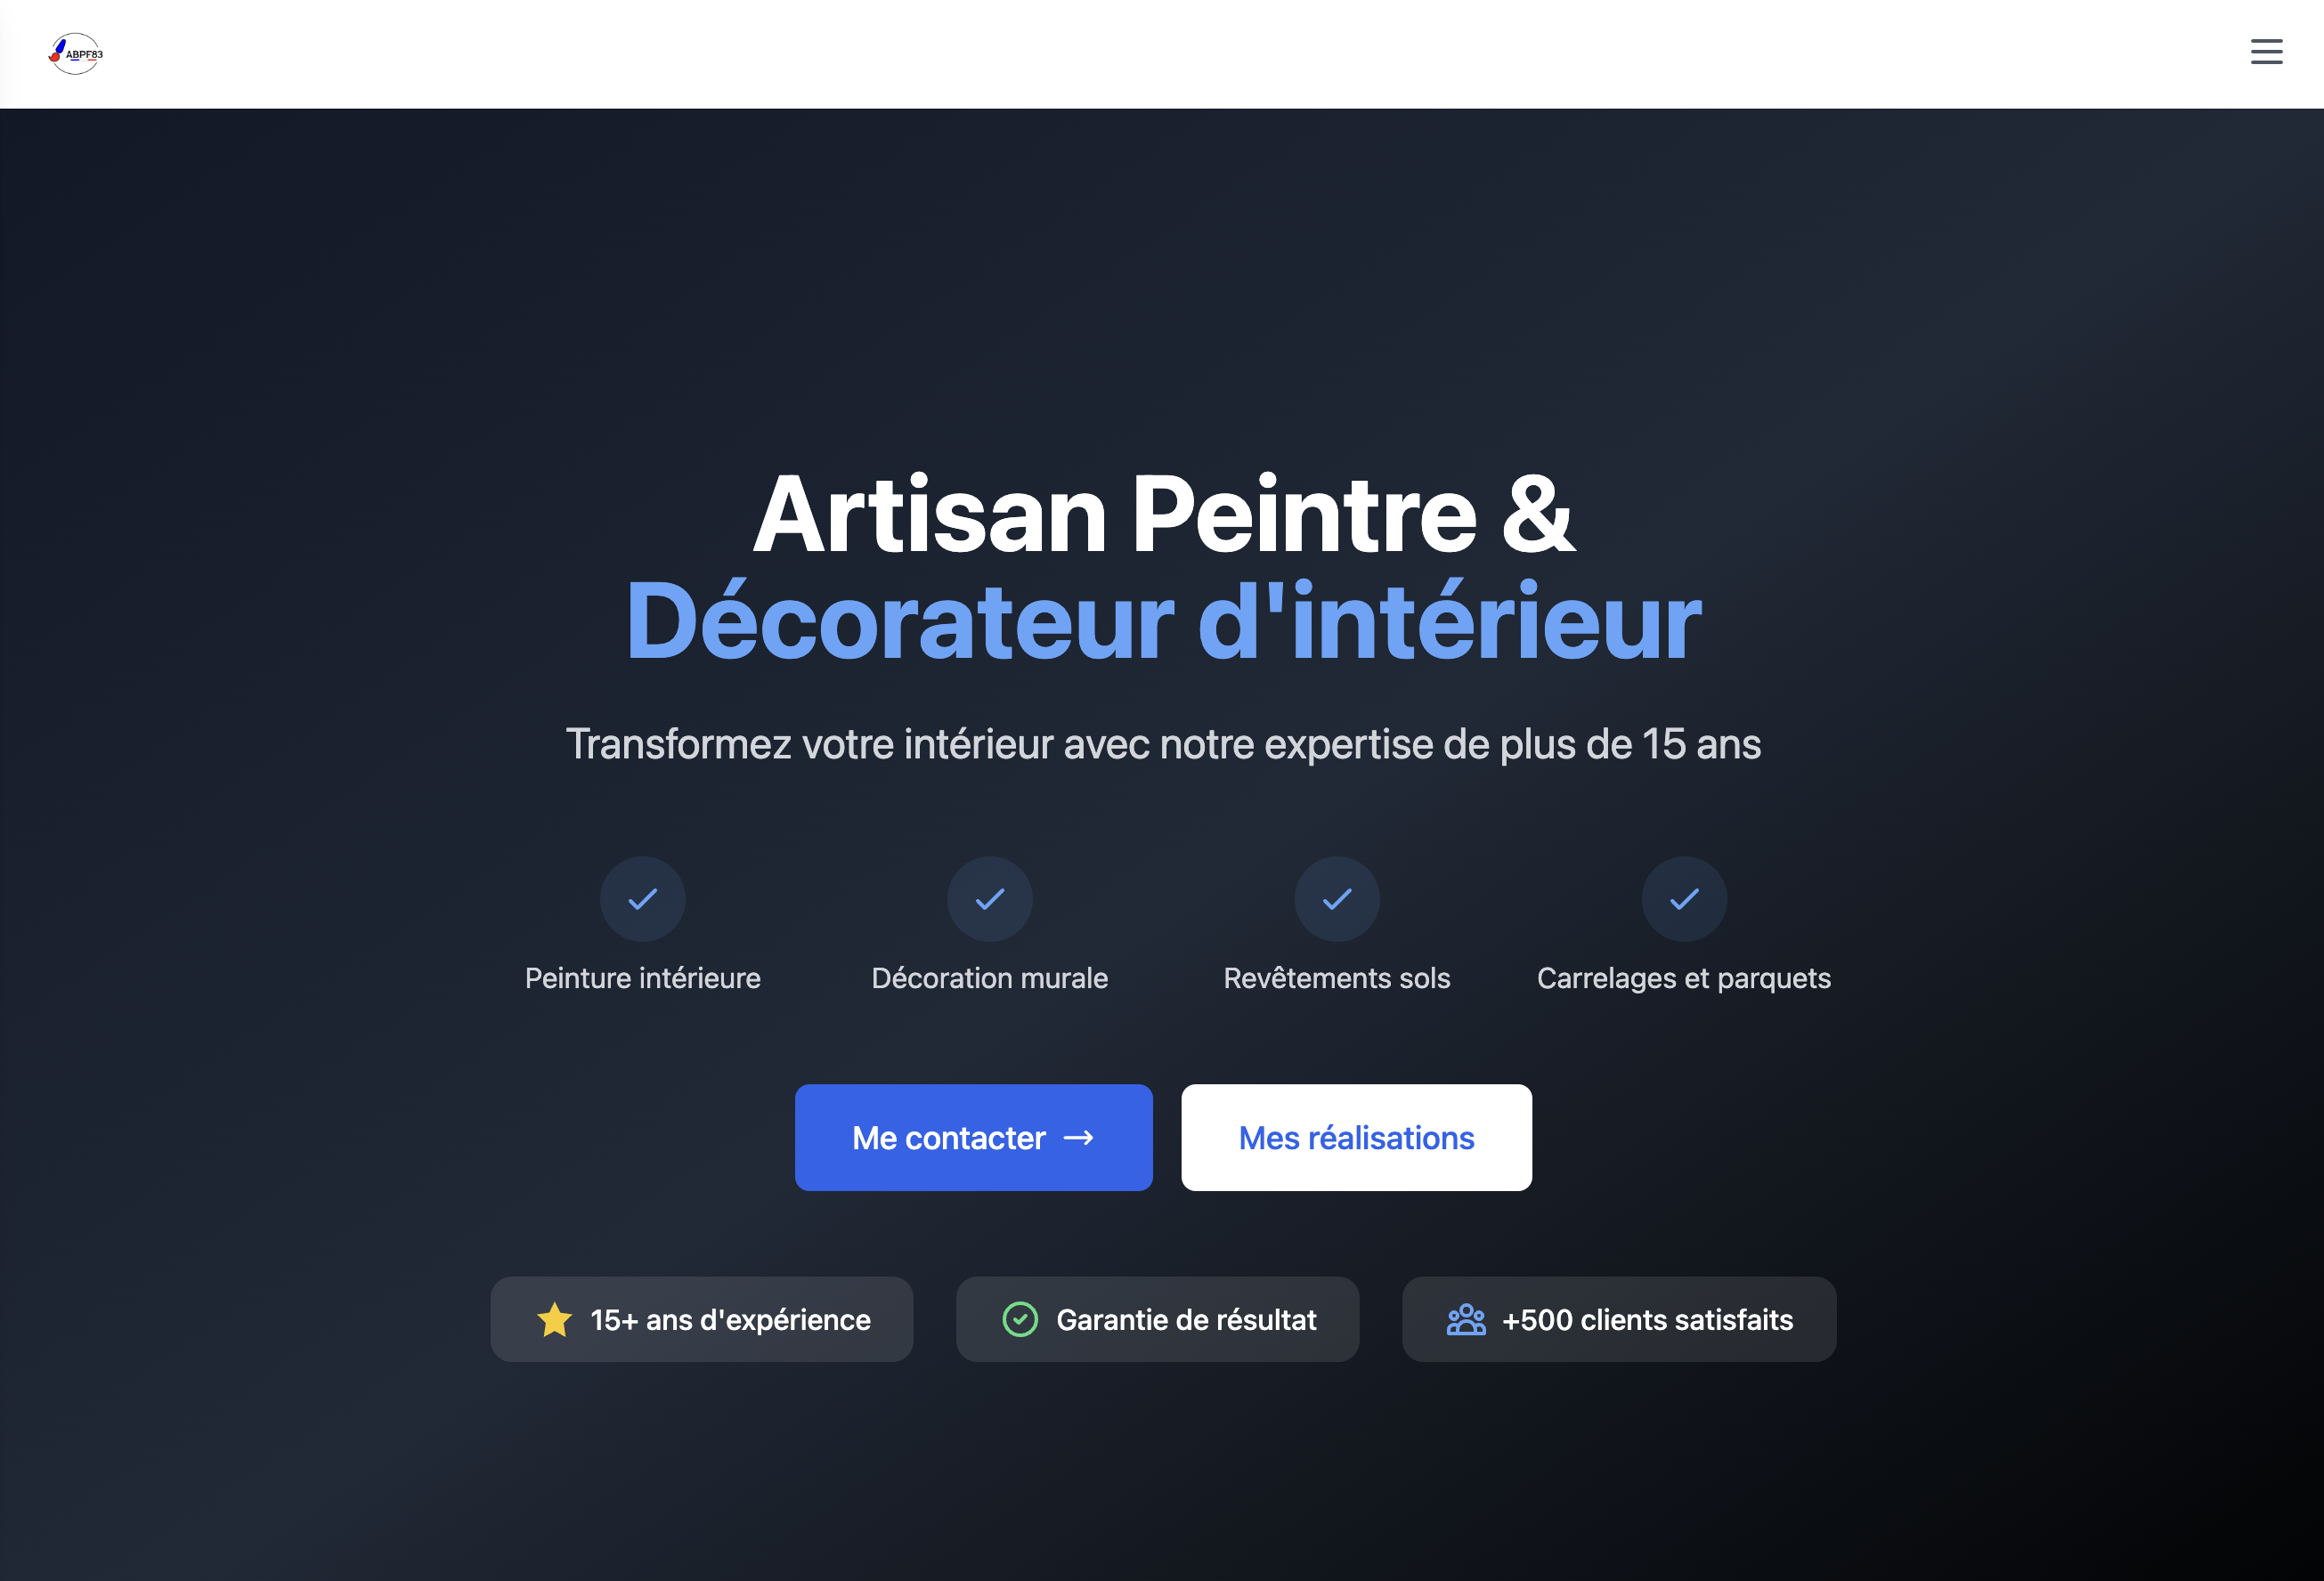 ABPF83
Artisan Peintre &
Décorateur d'intérieur
Transformez votre intérieur avec notre expertise de plus de 15 ans
Peinture intérieure
Décoration murale
Revêtements sols
Carrelages et parquets
Me contacter →
Mes réalisations
15+ ans d'expérience
Garantie de résultat
+500 clients satisfaits